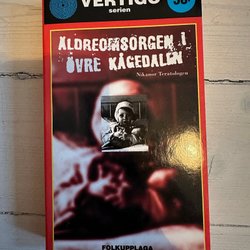 VERTIGO
serien
ÄLDREOMSORGEN I
ÖVRE KÅGEDALEN
Nikanor Teratologen
FOLKUPPLAGA